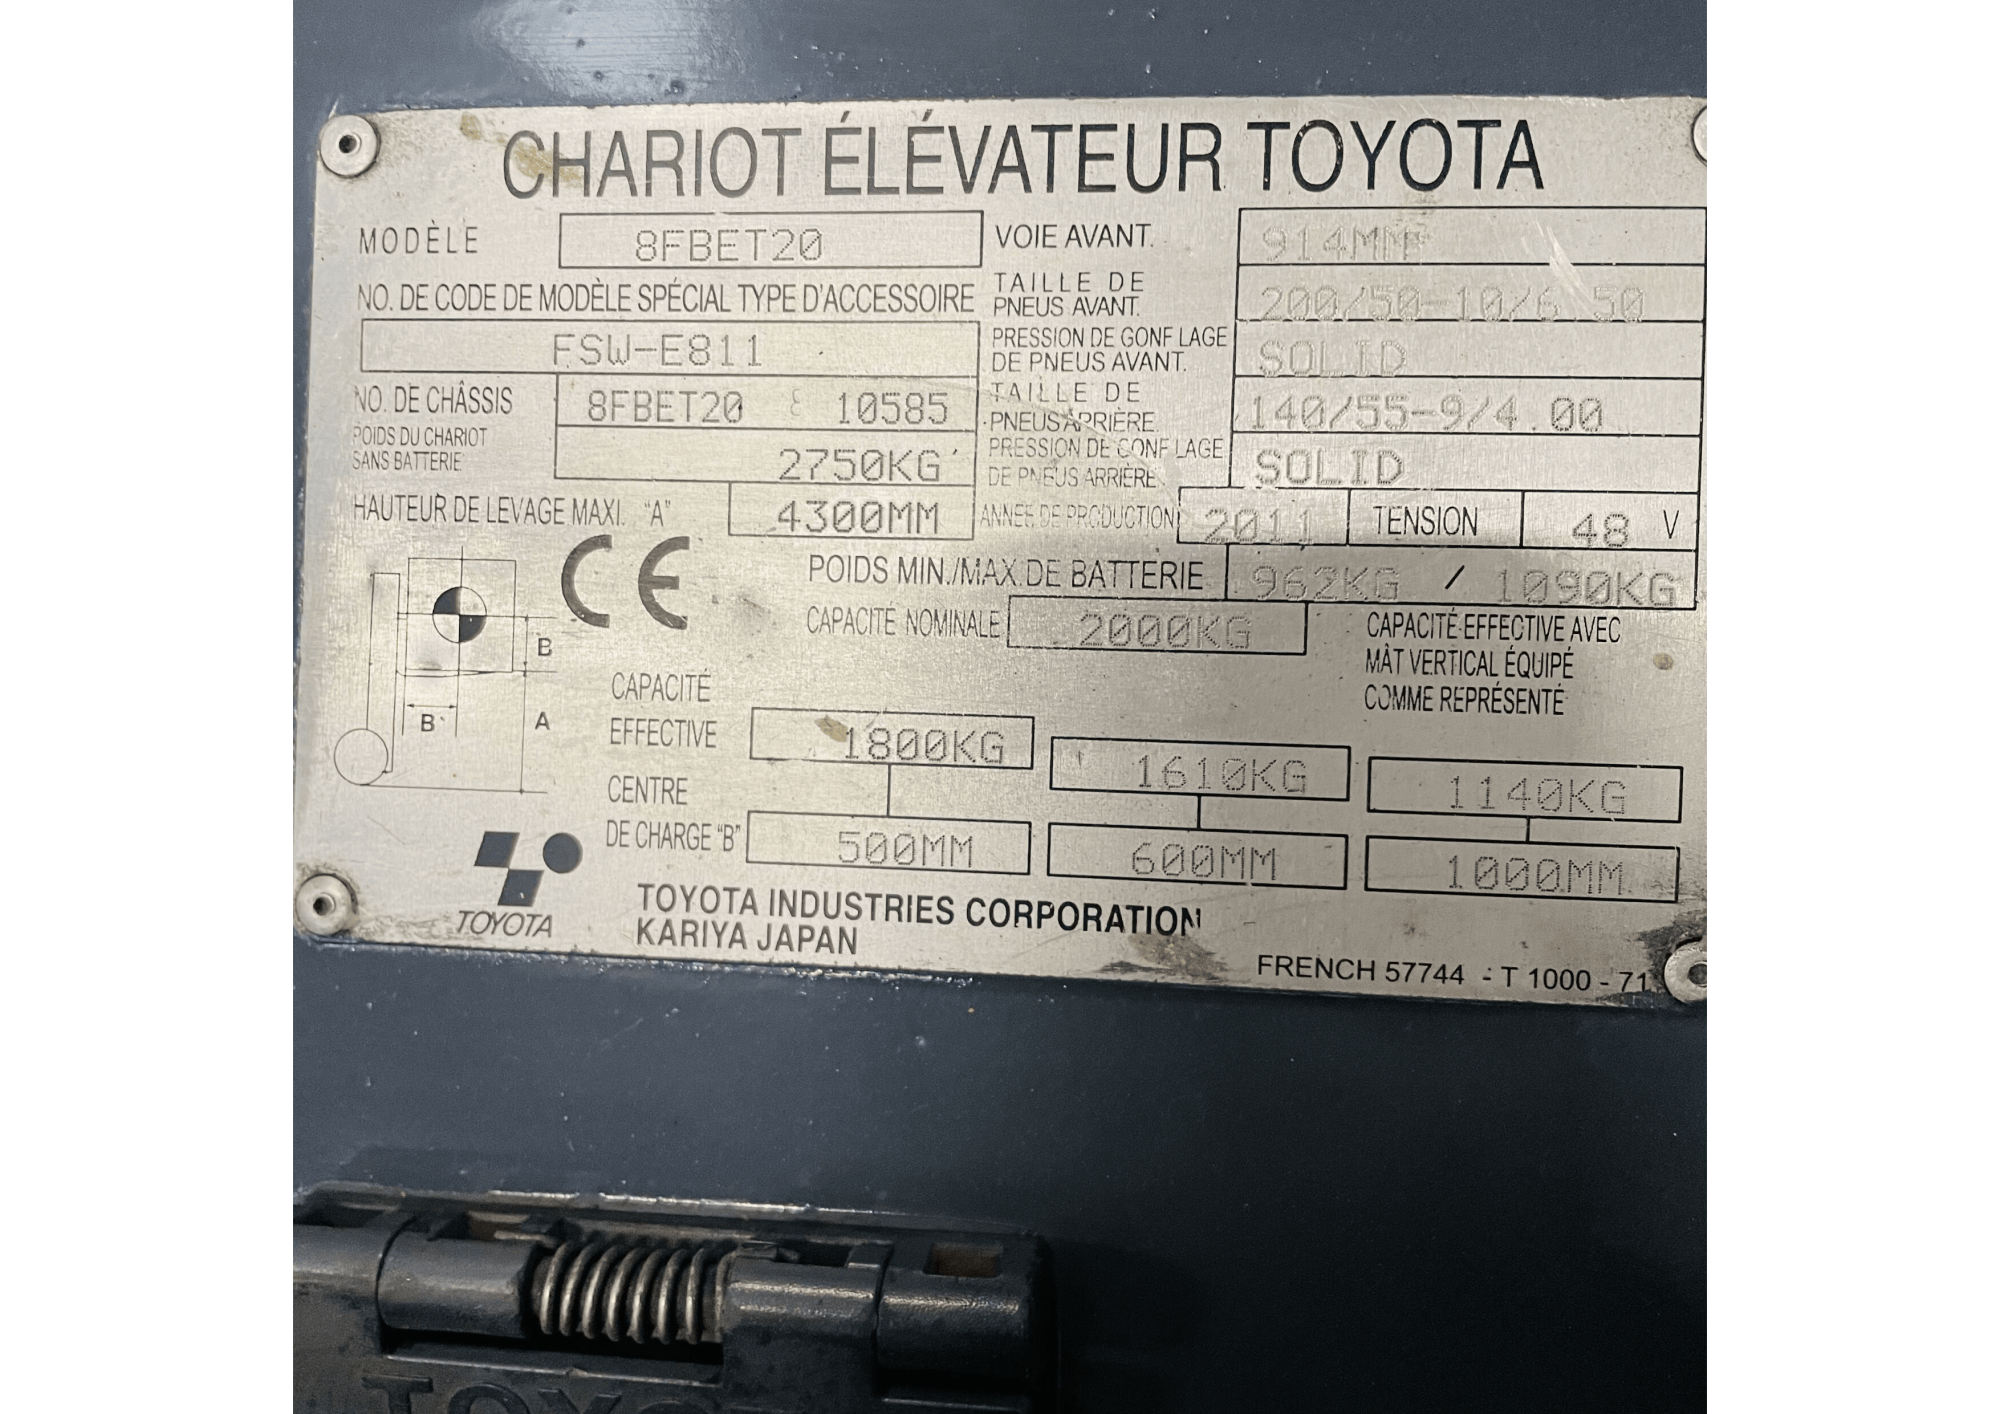 CHARIOT ÉLÉVATEUR TOYOTA
MODÈLE 8FBET20
NO. DE CODE DE MODÈLE SPÉCIAL TYPE D'ACCESSOIRE
FSW-E811
NO. DE CHÂSSIS 8FBET20 10585
POIDS DU CHARIOT
SANS BATTERIE 2750KG
HAUTEUR DE LEVAGE MAXI. "A" 4300MM
VOIE AVANT. 914MM
TAILLE DE
PNEUS AVANT. 200/50-10/6.50
PRESSION DE GONFLAGE
DE PNEUS AVANT. SOLID
TAILLE DE
PNEUS ARRIÈRE. 140/55-9/4.00
PRESSION DE CONFLAGE
DE PNEUS ARRIÈRE. SOLID
ANNÉE DE PRODUCTION 2011 TENSION 48 V
POIDS MIN./MAX. DE BATTERIE 962KG / 1090KG
CAPACITÉ NOMINALE 2000KG
CAPACITÉ EFFECTIVE AVEC
MÂT VERTICAL ÉQUIPÉ
COMME REPRÉSENTÉ
CE
B
B
A
CAPACITÉ
EFFECTIVE 1800KG 1610KG 1140KG
CENTRE
DE CHARGE "B" 500MM 600MM 1000MM
TOYOTA
TOYOTA INDUSTRIES CORPORATION
KARIYA JAPAN
FRENCH 57744 - T 1000 - 71